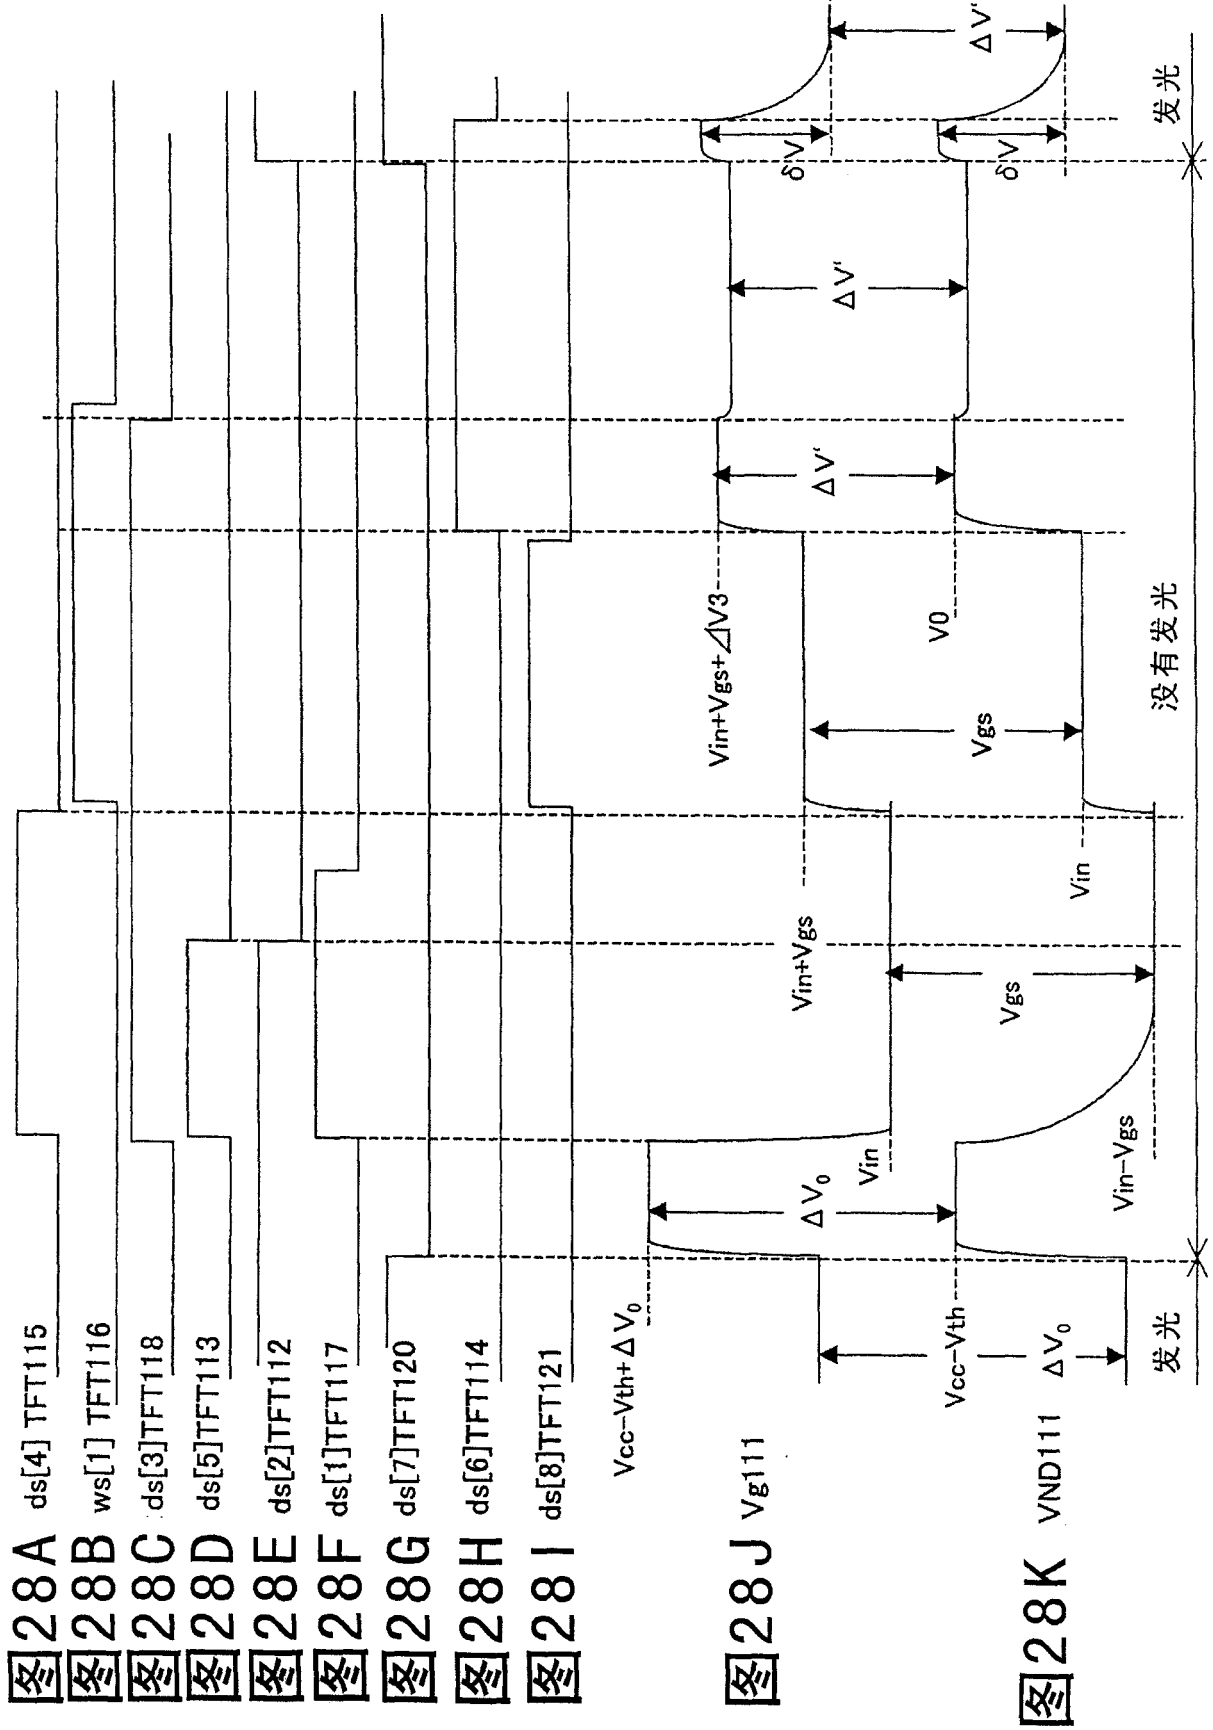 图28A ds[4] TFT115
图28B ws[1] TFT116
图28C ds[3]TFT118
图28D ds[5]TFT113
图28E ds[2]TFT112
图28F ds[1]TFT117
图28G ds[7]TFT120
图28H ds[6]TFT114
图28I ds[8]TFT121
Vcc-Vth+ΔV₀
Vin+Vgs+⊿V3
δV
ΔV'
ΔV'
ΔV'
图28J Vg111
ΔV₀
Vin
Vin+Vgs
Vcc-Vth
Vgs
Vgs
V0
δV
图28K VND111
ΔV₀
Vin-Vgs
Vin
发光
没有发光
发光